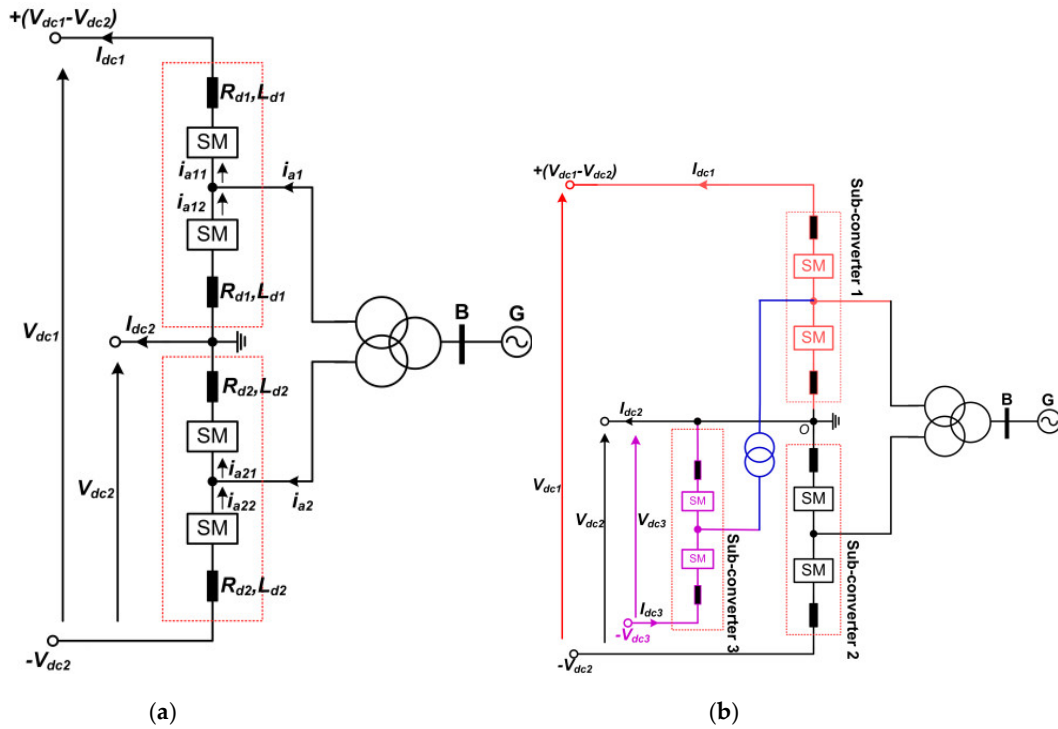 +(Vdc1-Vdc2)
Idc1
Rd1,Ld1
SM
ia11
ia1
ia12
SM
Rd1,Ld1
Vdc1
Idc2
B
G
Rd2,Ld2
SM
Vdc2
ia21
ia2
ia22
SM
Rd2,Ld2
-Vdc2
(a)
+(Vdc1-Vdc2)
Idc1
Sub-converter 1
SM
SM
B
G
Idc2
O
Vdc1
Vdc2
Vdc3
SM
SM
SM
SM
Idc3
-Vdc3
Sub-converter 3
Sub-converter 2
-Vdc2
(b)